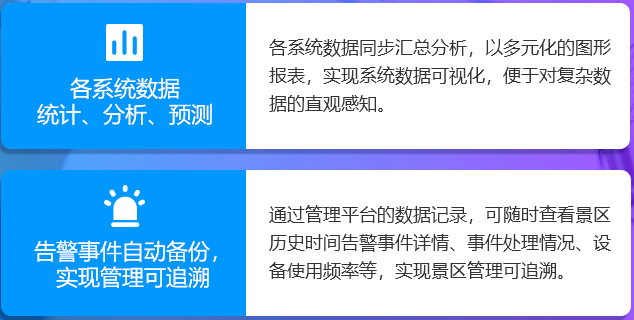 各系统数据
统计、分析、预测
各系统数据同步汇总分析，以多元化的图形
报表，实现系统数据可视化，便于对复杂数
据的直观感知。
告警事件自动备份，
实现管理可追溯
通过管理平台的数据记录，可随时查看景区
历史时间告警事件详情、事件处理情况、设
备使用频率等，实现景区管理可追溯。